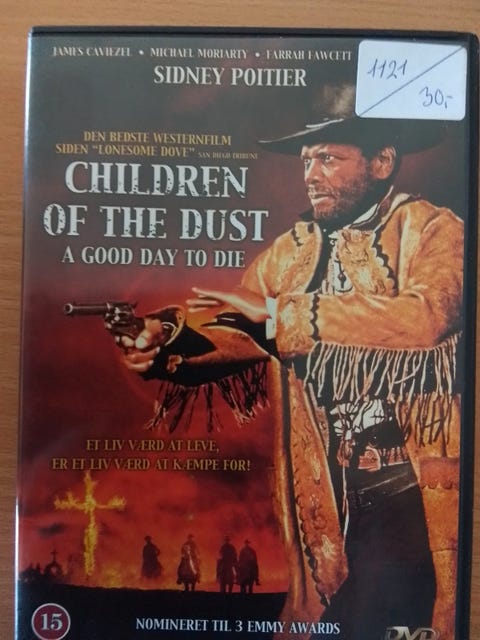 JAMES CAVIEZEL • MICHAEL MORIARTY • FARRAH FAWCETT
SIDNEY POITIER
1121
30,-
DEN BEDSTE WESTERNFILM
SIDEN "LONESOME DOVE" SAN DIEGO TRIBUNE
CHILDREN
OF THE DUST
A GOOD DAY TO DIE
ET LIV VÆRD AT LEVE,
ER ET LIV VÆRD AT KÆMPE FOR!
15
NOMINERET TIL 3 EMMY AWARDS
DVD